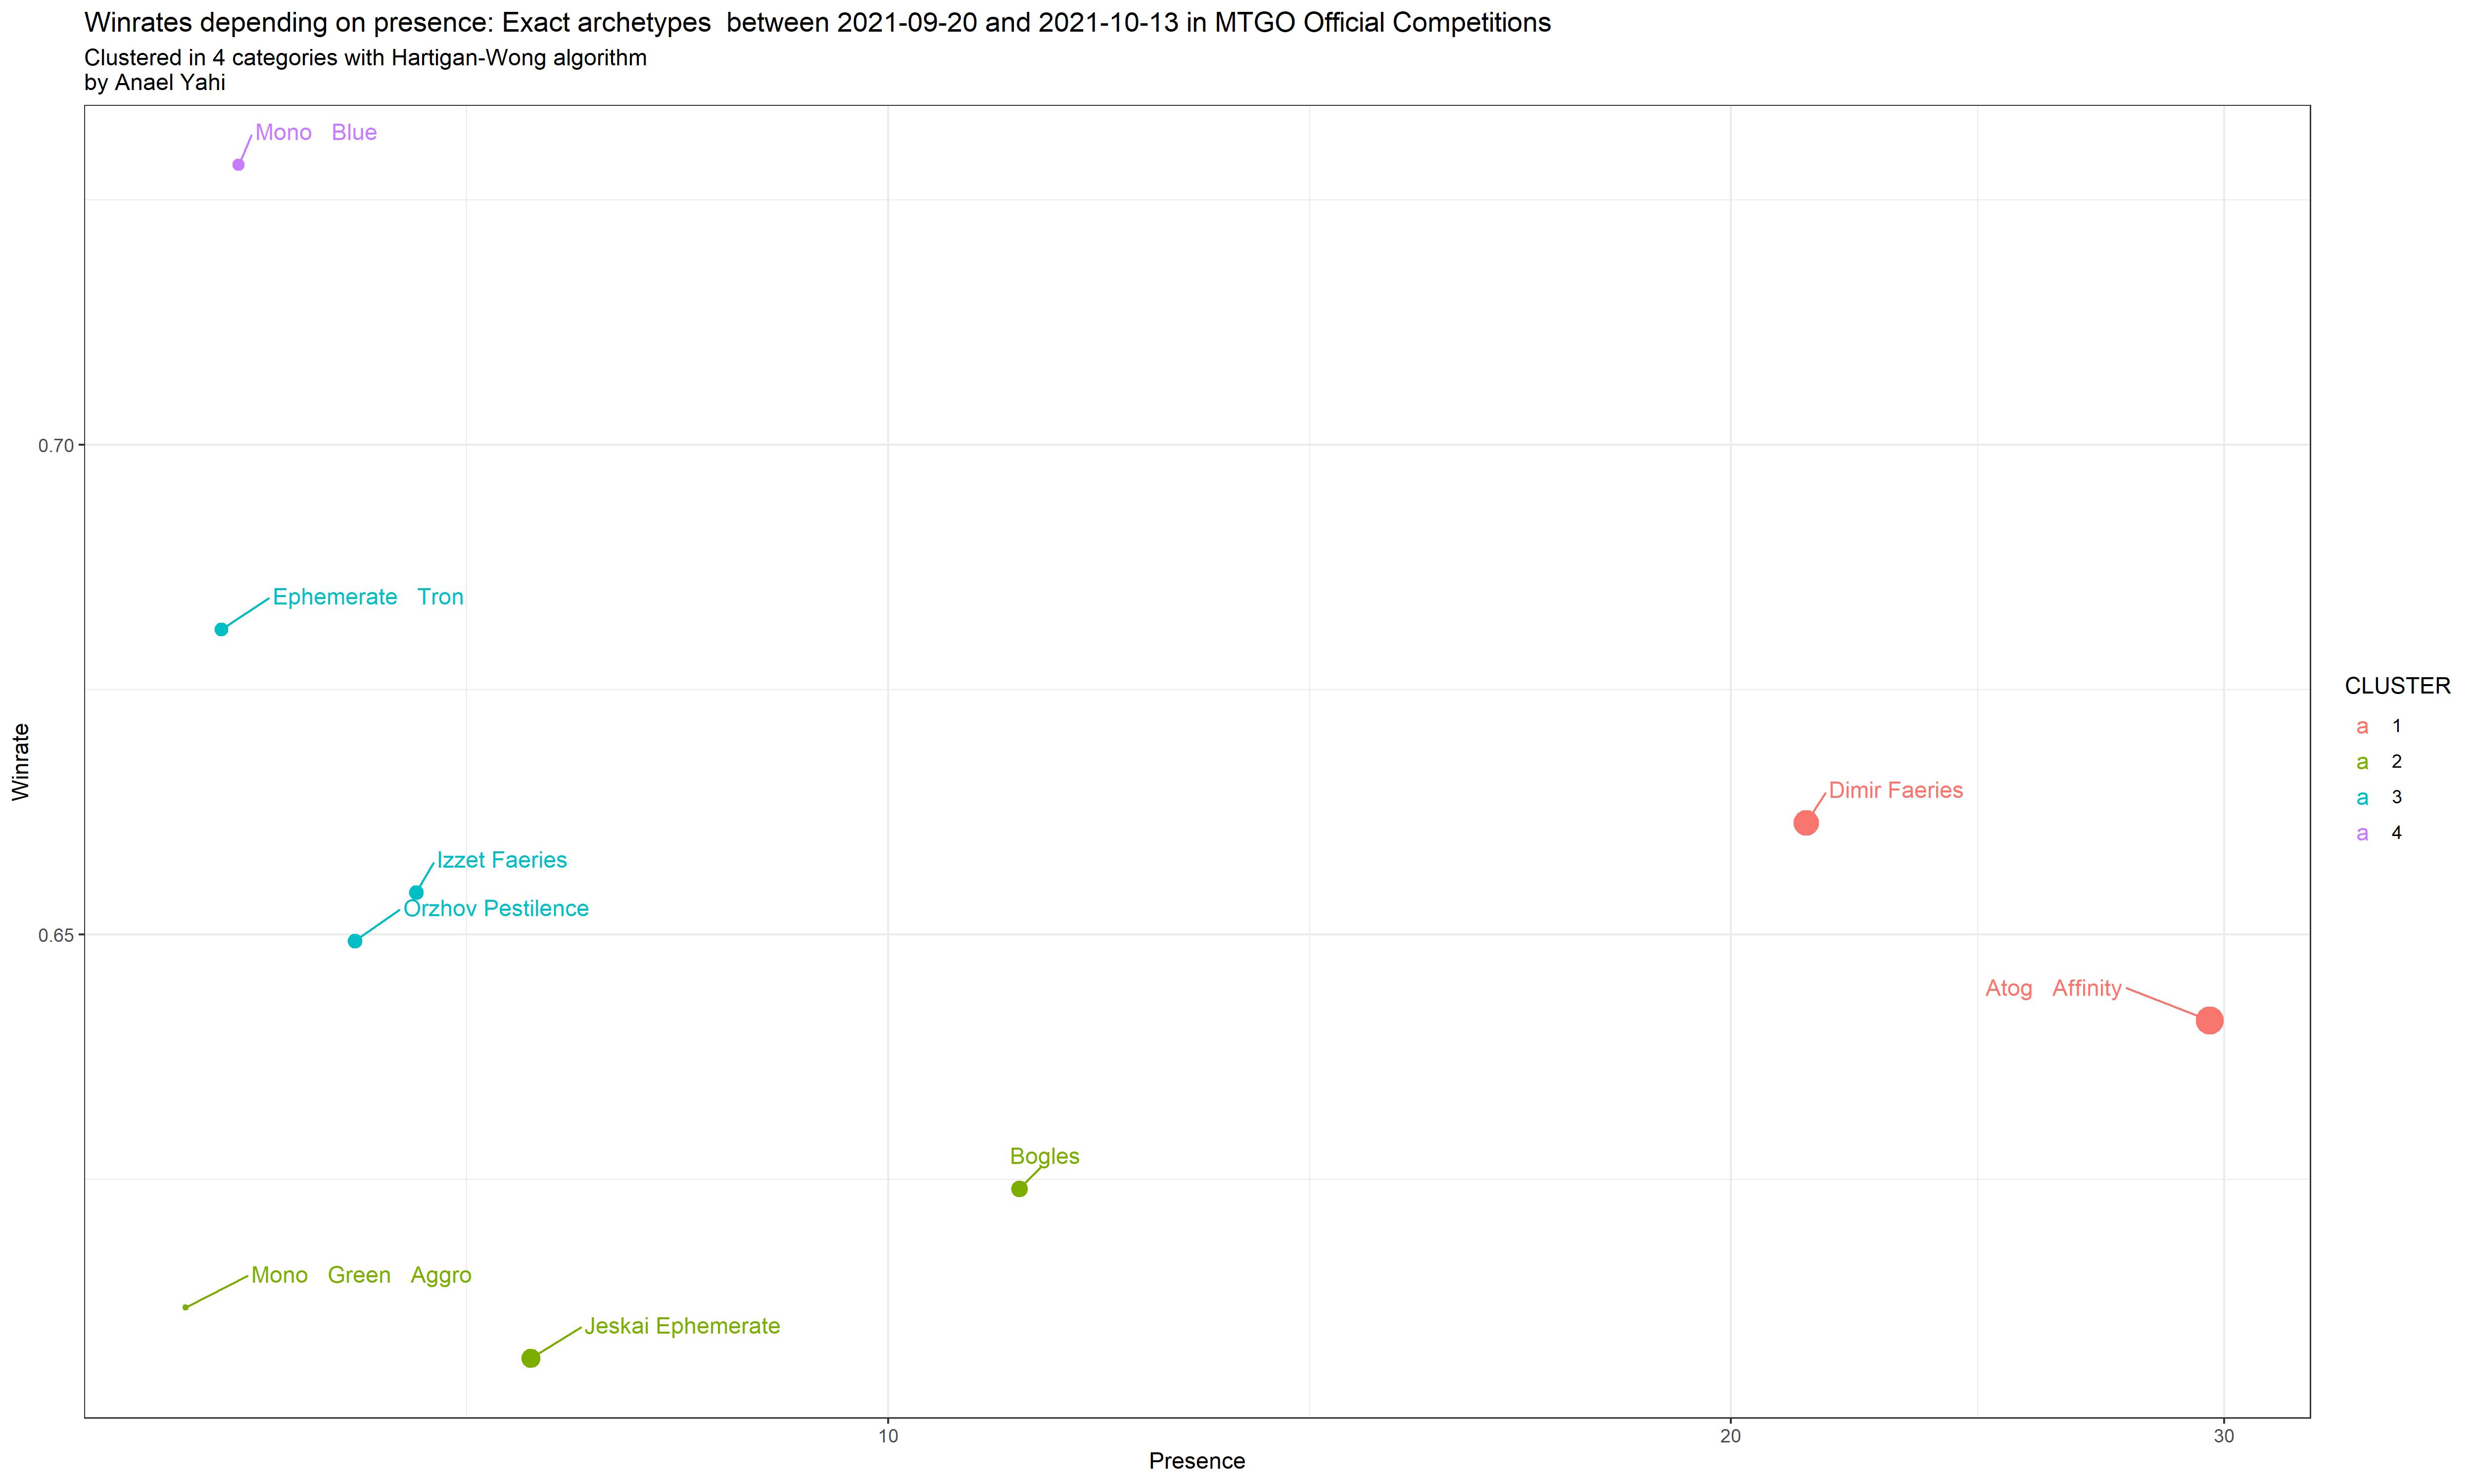 Winrates depending on presence: Exact archetypes  between 2021-09-20 and 2021-10-13 in MTGO Official Competitions
Clustered in 4 categories with Hartigan-Wong algorithm
by Anael Yahi
Mono   Blue
0.70
Ephemerate   Tron
CLUSTER
a 1
a 2
a 3
a 4
Winrate
Dimir Faeries
Izzet Faeries
Orzhov Pestilence
0.65
Atog   Affinity
Bogles
Mono   Green   Aggro
Jeskai Ephemerate
10 20 30
Presence